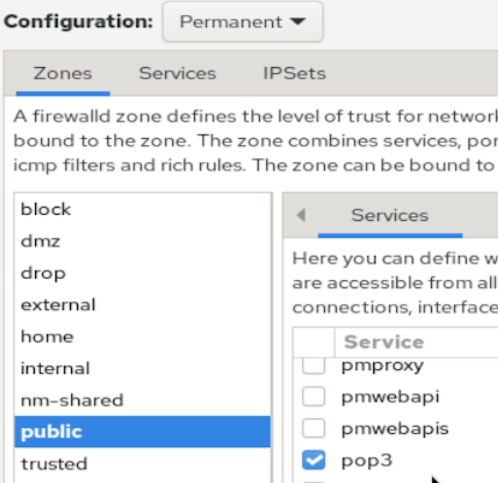 Configuration: Permanent
Zones Services IPSets
A firewalld zone defines the level of trust for network
bound to the zone. The zone combines services, por
icmp filters and rich rules. The zone can be bound to
block
dmz
drop
external
home
internal
nm-shared
public
trusted
Services
Here you can define w
are accessible from all
connections, interface
Service
pmproxy
pmwebapi
pmwebapis
pop3